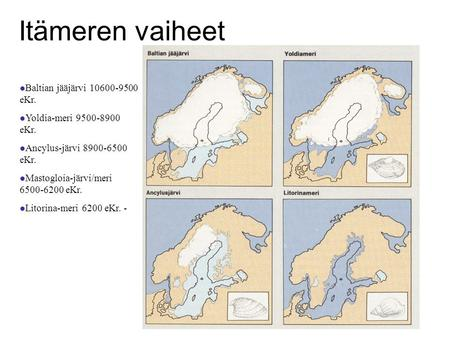 Itämeren vaiheet
●Baltian jääjärvi 10600-9500
eKr.
●Yoldia-meri 9500-8900
eKr.
●Ancylus-järvi 8900-6500
eKr.
●Mastogloia-järvi/meri
6500-6200 eKr.
●Litorina-meri 6200 eKr. -
Baltian jääjärvi
Yoldiameri
Ancylusjärvi
Litorinameri